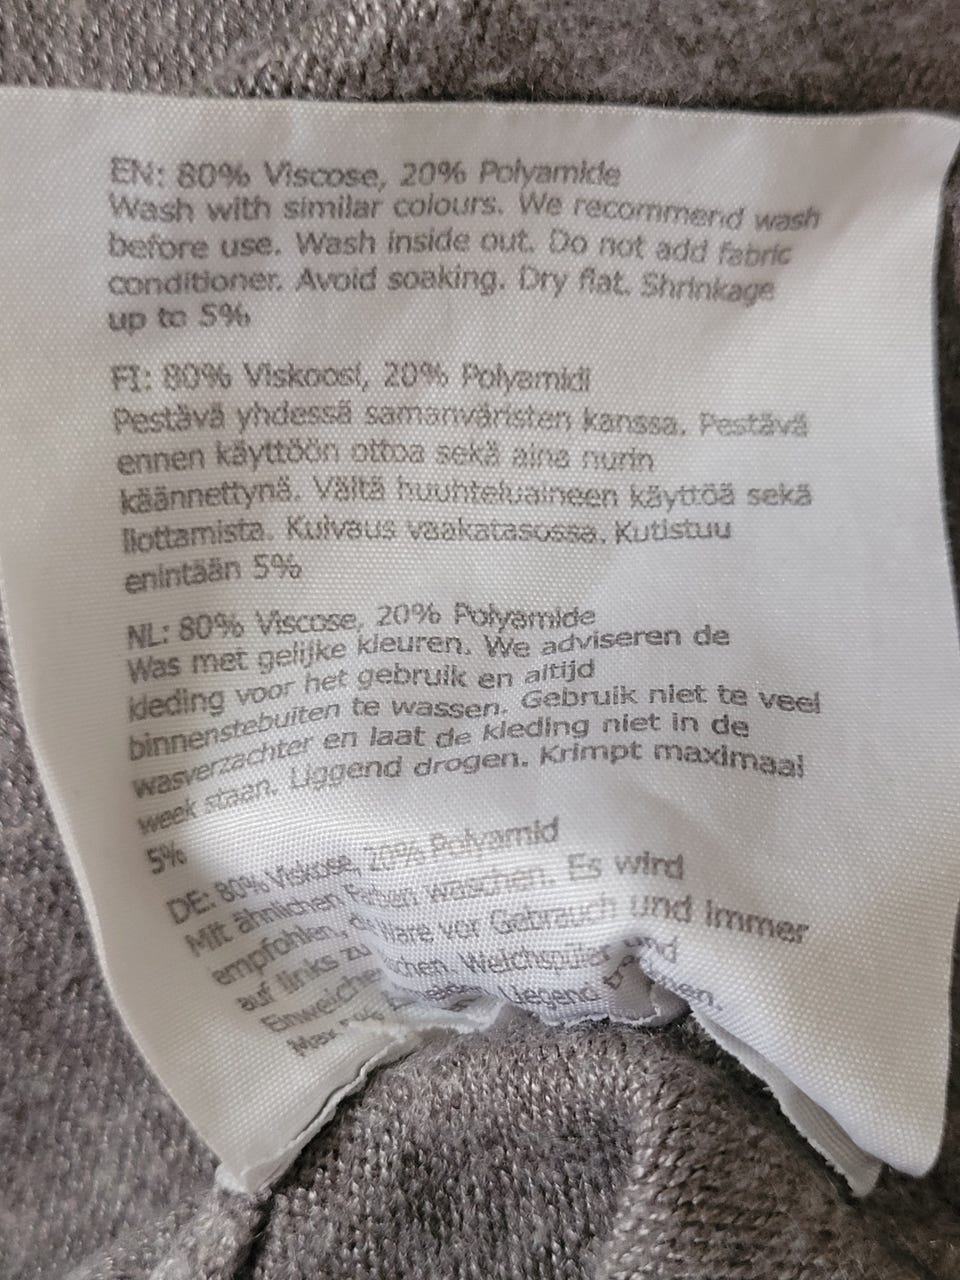 EN: 80% Viscose, 20% Polyamide
Wash with similar colours. We recommend wash
before use. Wash inside out. Do not add fabric
conditioner. Avoid soaking. Dry flat. Shrinkage
up to 5%
FI: 80% Viskoosi, 20% Polyamidi
Pestävä yhdessä samanväristen kanssa. Pestävä
ennen käyttöön ottoa sekä aina nurin
käännettynä. Vältä huuhteluaineen käyttöä sekä
liottamista. Kuivaus vaakatasossa. Kutistuu
enintään 5%
NL: 80% Viscose, 20% Polyamide
Was met gelijke kleuren. We adviseren de
kleding voor het gebruik en altijd
binnenstebuiten te wassen. Gebruik niet te veel
wasverzachter en laat de kleding niet in de
week staan. Liggend drogen. Krimpt maximaal
5%
DE: 80% Viskose, 20% Polyamid
Mit ähnlichen Farben waschen. Es wird
empfohlen, Ware vor Gebrauch und immer
auf links zu Weichspüler und
Liegend
Max